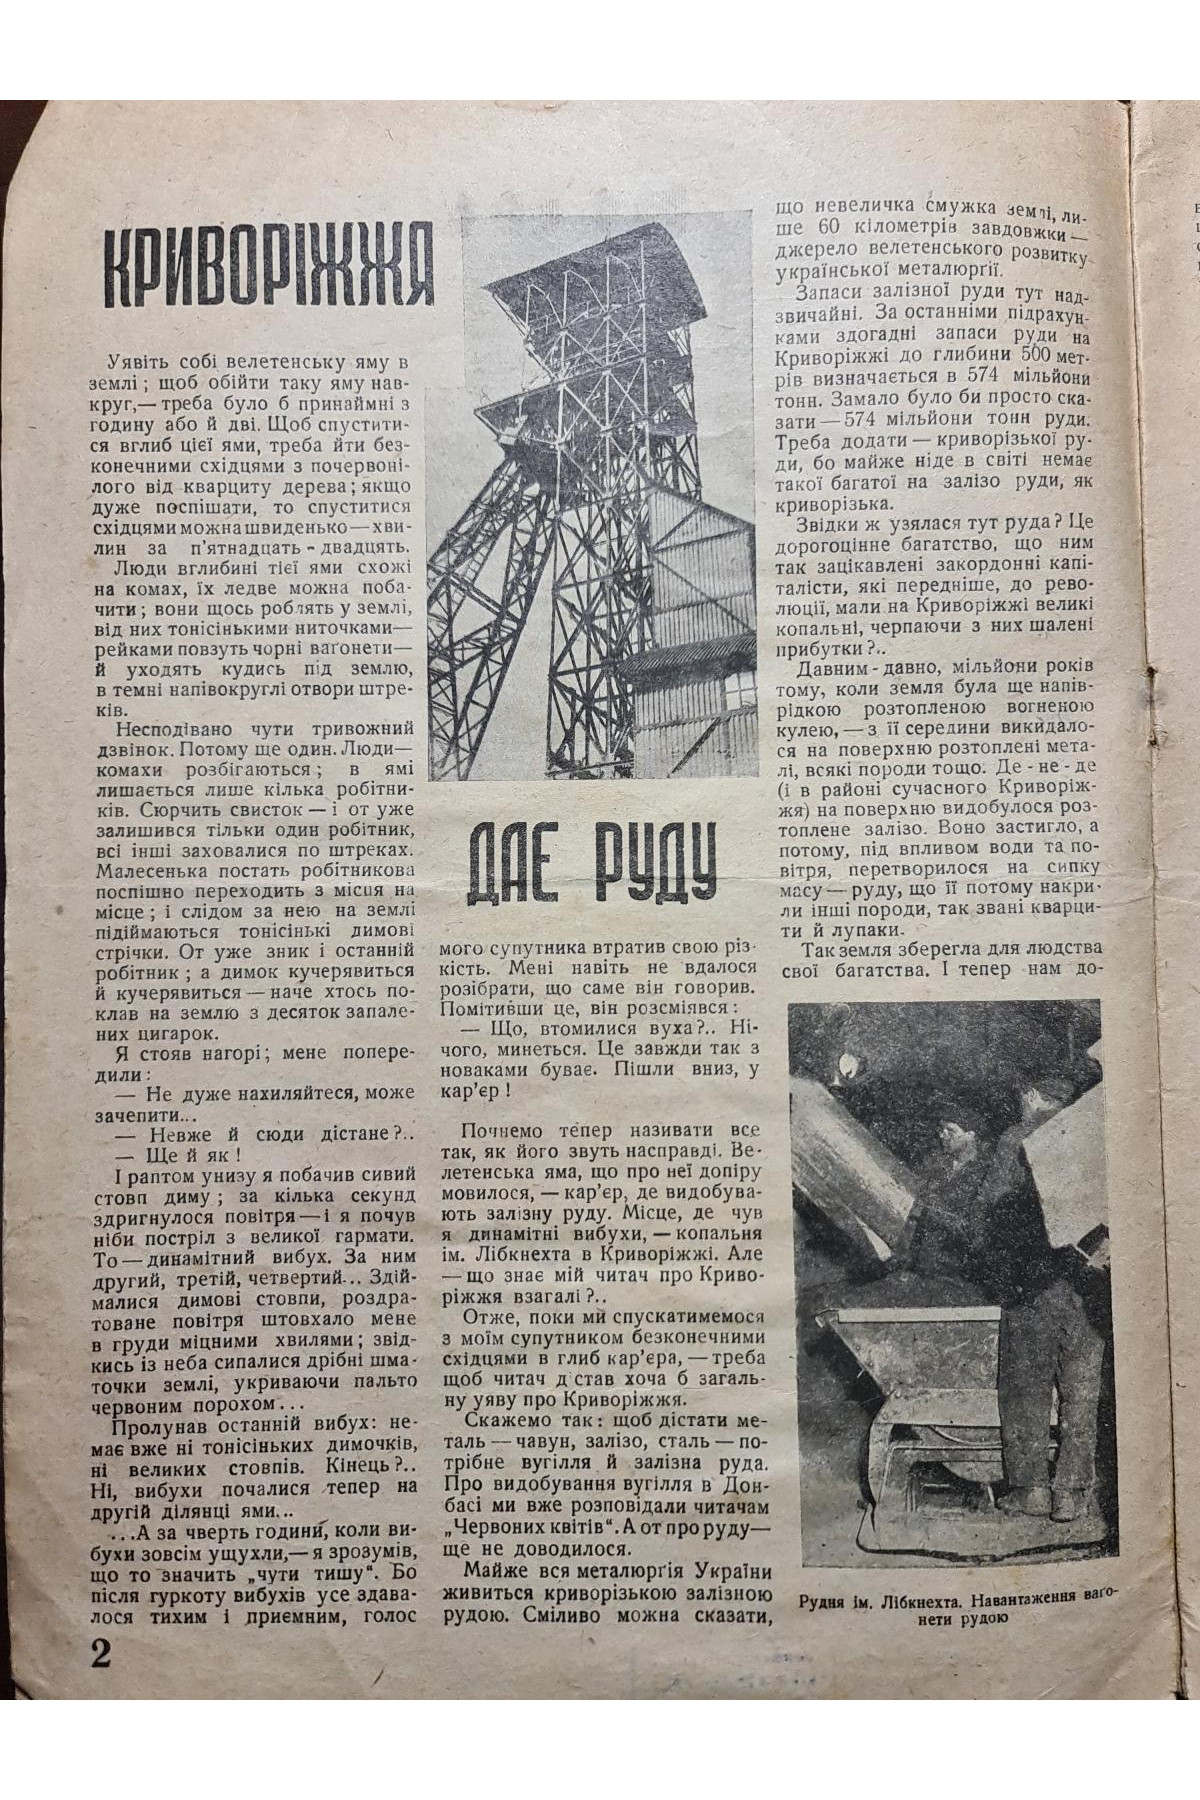 КРИВОРІЖЖЯ
Уявіть собі велетенську яму в
землі; щоб обійти таку яму нав-
круг,— треба було б принаймні з
годину або й дві. Щоб спустити-
ся вглиб цієї ями, треба йти без-
конечними східцями з почервоні-
лого від кварциту дерева; якщо
дуже поспішати, то спуститися
східцями можна швиденько—хви-
лин за п'ятнадцать - двадцять.
Люди вглибині тієї ями схожі
на комах, їх ледве можна поба-
чити; вони щось роблять у землі,
від них тонісінькими ниточками—
рейками повзуть чорні ваґонети—
й уходять кудись під землю,
в темні напівокруглі отвори штре-
ків.
Несподівано чути тривожний
дзвінок. Потому ще один. Люди—
комахи розбігаються; в ямі
лишається лише кілька робітни-
ків. Сюрчить свисток — і от уже
залишився тільки один робітник,
всі інші заховалися по штреках.
Малесенька постать робітникова
поспішно переходить з місця на
місце; і слідом за нею на землі
підіймаються тонісінькі димові
стрічки. От уже зник і останній
робітник; а димок кучерявиться
й кучерявиться — наче хтось по-
клав на землю з десяток запале-
них цигарок.
Я стояв нагорі; мене попере-
дили:
— Не дуже нахиляйтеся, може
зачепити...
— Невже й сюди дістане?..
— Ще й як!
І раптом унизу я побачив сивий
стовп диму; за кілька секунд
здригнулося повітря — і я почув
ніби постріл з великої гармати.
То — динамітний вибух. За ним
другий, третій, четвертий... Здій-
малися димові стовпи, роздра-
товане повітря штовхало мене
в груди міцними хвилями; звід-
кись із неба сипалися дрібні шма-
точки землі, укриваючи пальто
червоним порохом...
Пролунав останній вибух: не-
має вже ні тонісіньких димочків,
ні великих стовпів. Кінець?..
Ні, вибухи почалися тепер на
другій ділянці ями...
...А за чверть години, коли ви-
бухи зовсім ущухли,— я зрозумів,
що то значить „чути тишу“. Бо
після гуркоту вибухів усе здава-
лося тихим і приємним, голос
2
ДАЄ РУДУ
мого супутника втратив свою різ-
кість. Мені навіть не вдалося
розібрати, що саме він говорив.
Помітивши це, він розсміявся:
— Що, втомилися вуха?.. Ні-
чого, минеться. Це завжди так з
новаками буває. Пішли вниз, у
кар'єр!
Почнемо тепер називати все
так, як його звуть насправді. Ве-
летенська яма, що про неї допіру
мовилося, — кар'єр, де видобува-
ють залізну руду. Місце, де чув
я динамітні вибухи, — копальня
ім. Лібкнехта в Криворіжжі. Але
— що знає мій читач про Криво-
ріжжя взагалі?..
Отже, поки ми спускатимемося
з моїм супутником безконечними
східцями в глиб кар'єра, — треба
щоб читач дістав хоча б загаль-
ну уяву про Криворіжжя.
Скажемо так: щоб дістати ме-
таль — чавун, залізо, сталь — по-
трібне вугілля й залізна руда.
Про видобування вугілля в Дон-
басі ми вже розповідали читачам
„Червоних квітів“. А от про руду—
ще не доводилося.
Майже вся металюрґія України
живиться криворізькою залізною
рудою. Сміливо можна сказати,
що невеличка смужка землі, ли-
ше 60 кілометрів завдовжки —
джерело велетенського розвитку
української металюрґії.
Запаси залізної руди тут над-
звичайні. За останніми підрахун-
ками здогадні запаси руди на
Криворіжжі до глибини 500 мет-
рів визначається в 574 мільйони
тонн. Замало було би просто ска-
зати — 574 мільйони тонн руди.
Треба додати — криворізької ру-
ди, бо майже ніде в світі немає
такої багатої на залізо руди, як
криворізька.
Звідки ж узялася тут руда? Це
дорогоцінне багатство, що ним
так зацікавлені закордонні капі-
талісти, які передніше, до рево-
люції, мали на Криворіжжі великі
копальні, черпаючи з них шалені
прибутки?..
Давним - давно, мільйони років
тому, коли земля була ще напів-
рідкою розтопленою вогненою
кулею, — з її середини викидало-
ся на поверхню розтоплені мета-
лі, всякі породи тощо. Де - не - де
(і в районі сучасного Криворіж-
жя) на поверхню видобулося роз-
топлене залізо. Воно застигло, а
потому, під впливом води та по-
вітря, перетворилося на сипку
масу — руду, що її потому накри-
ли інші породи, так звані кварци-
ти й лупаки.
Так земля зберегла для людства
свої багатства. І тепер нам до-
Рудня ім. Лібкнехта. Навантаження ваґо-
нети рудою